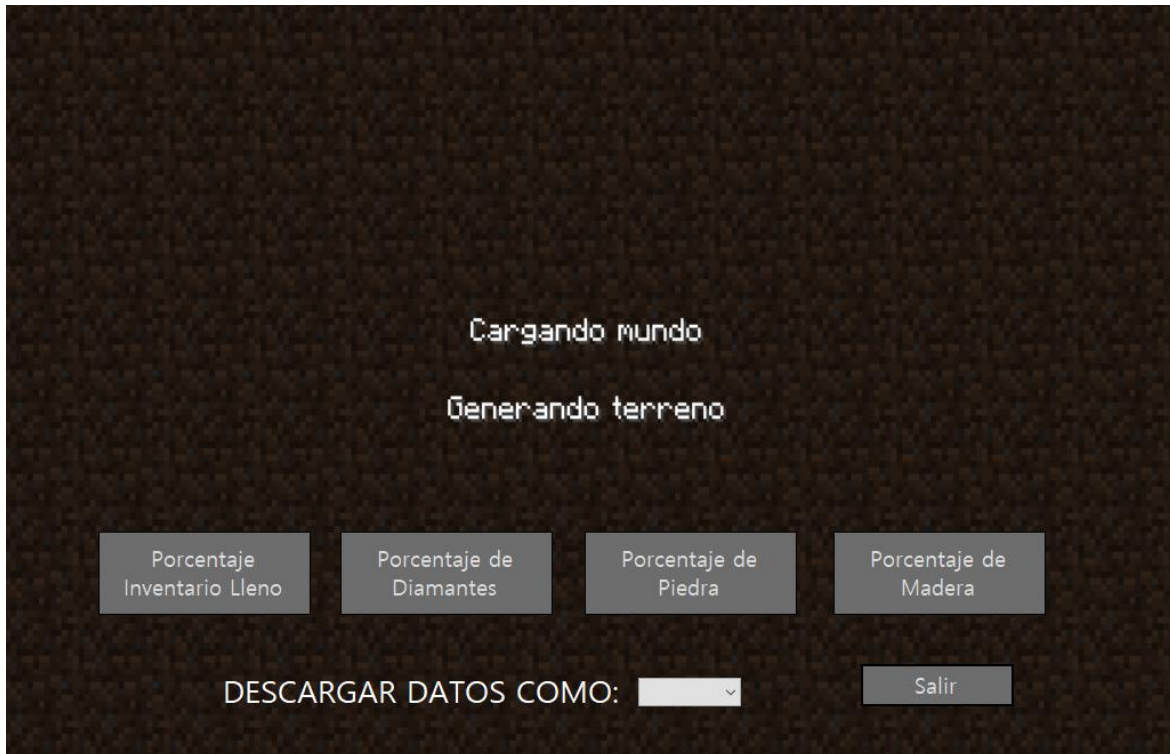 Cargando mundo
Generando terreno
Porcentaje
Inventario Lleno
Porcentaje de
Diamantes
Porcentaje de
Piedra
Porcentaje de
Madera
DESCARGAR DATOS COMO:
Salir